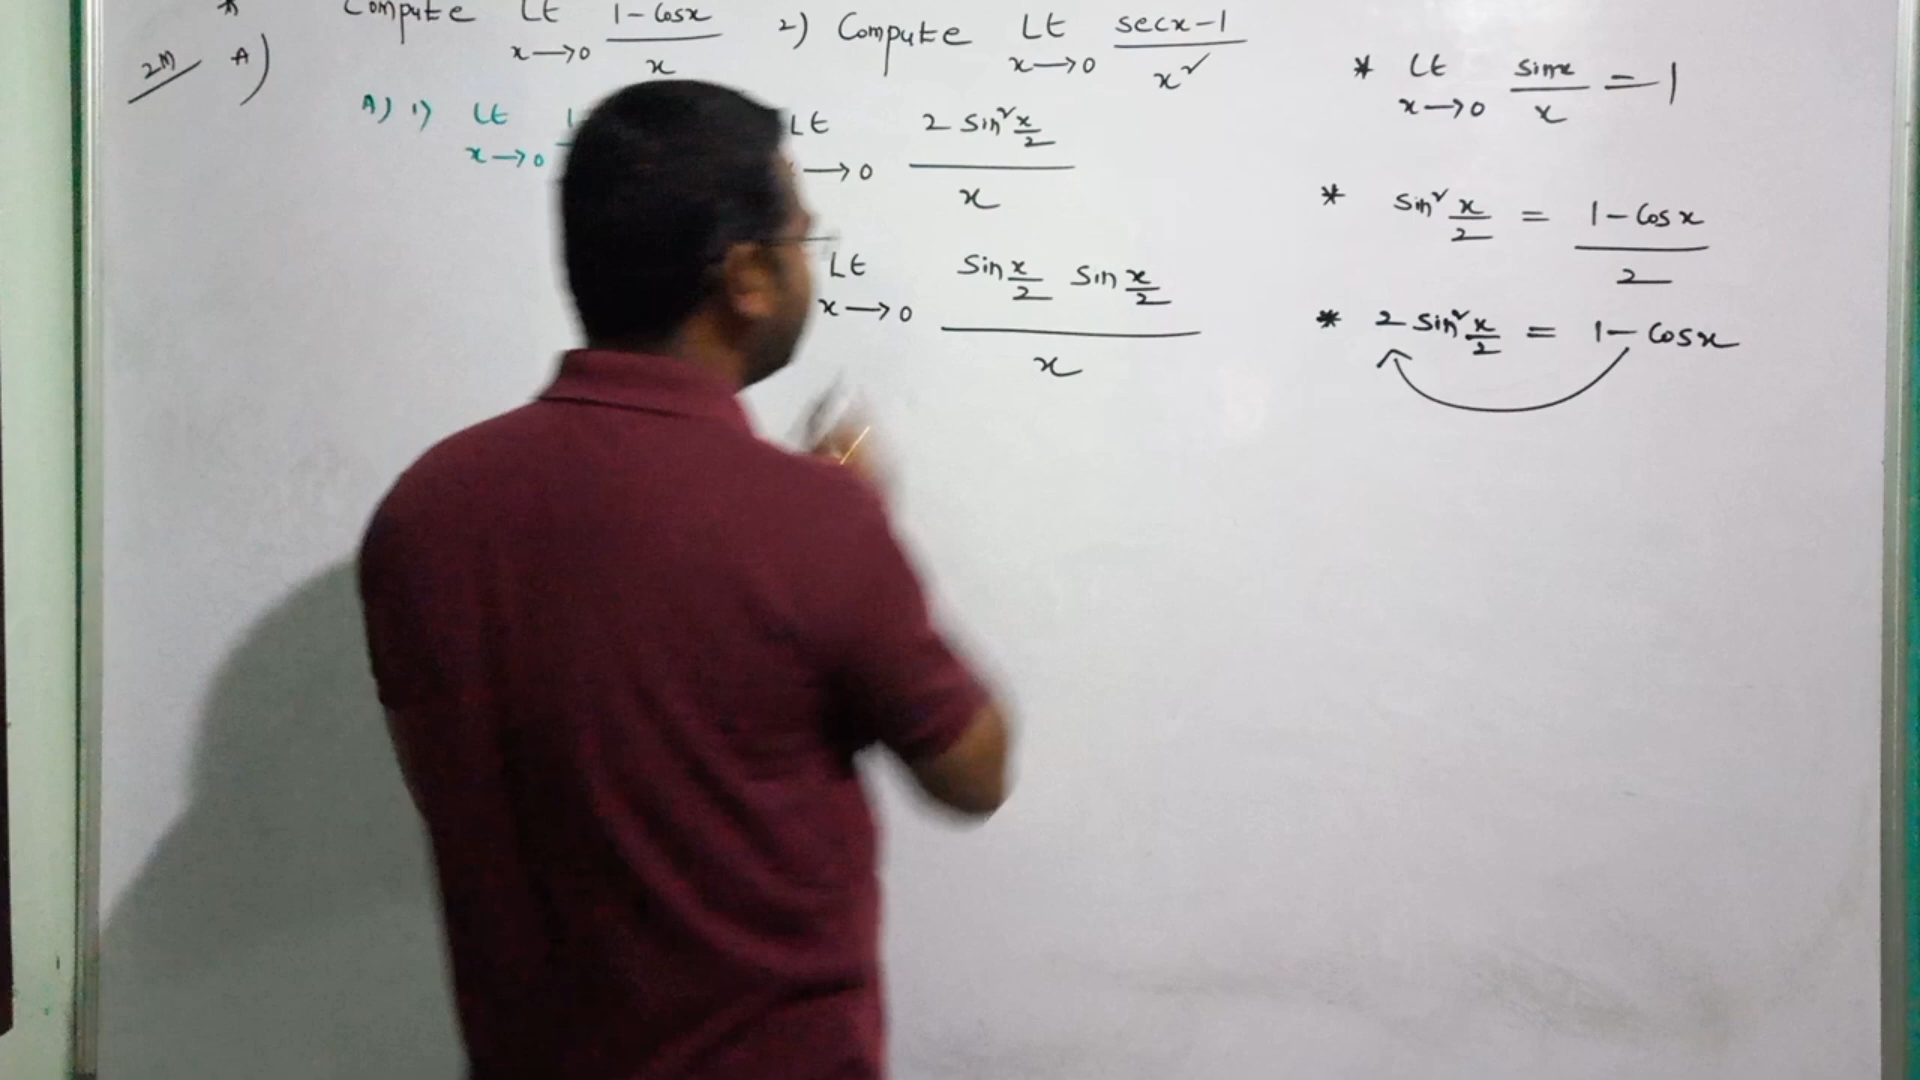 Compute Lt x→0 1-Cosx / x 2) Compute Lt x→0 secx-1 / x²
2M A)
A) 1) Lt x→0 1
Lt x→0 2 Sin² x/2 / x
Lt x→0 Sin x/2 Sin x/2 / x
* Lt x→0 sinx / x = 1
* Sin² x/2 = 1-Cosx / 2
* 2 Sin² x/2 = 1-Cosx